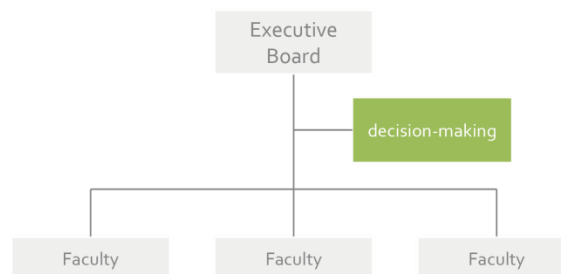 Executive
Board
decision-making
Faculty
Faculty
Faculty